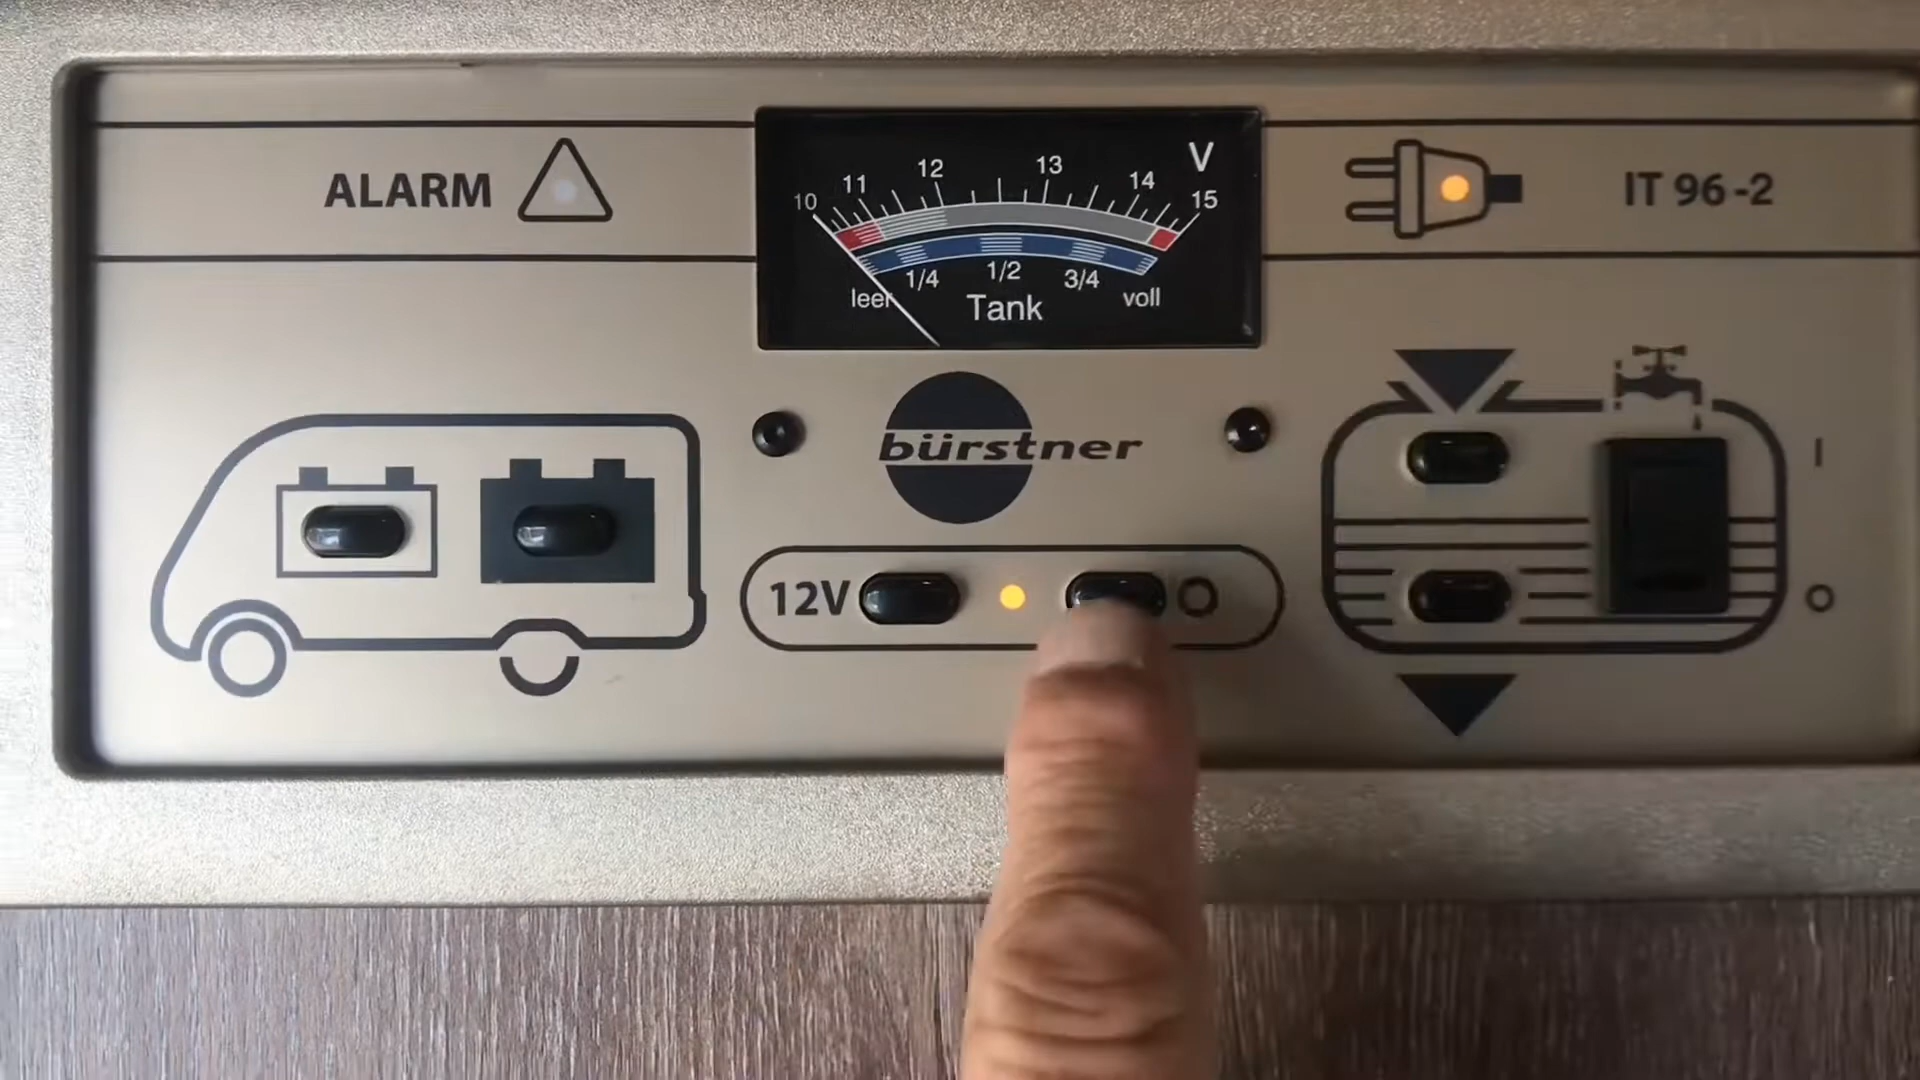 ALARM
10 11 12 13 14 15 V
leer 1/4 1/2 3/4 voll
Tank
IT 96-2
bürstner
12V O
I
O